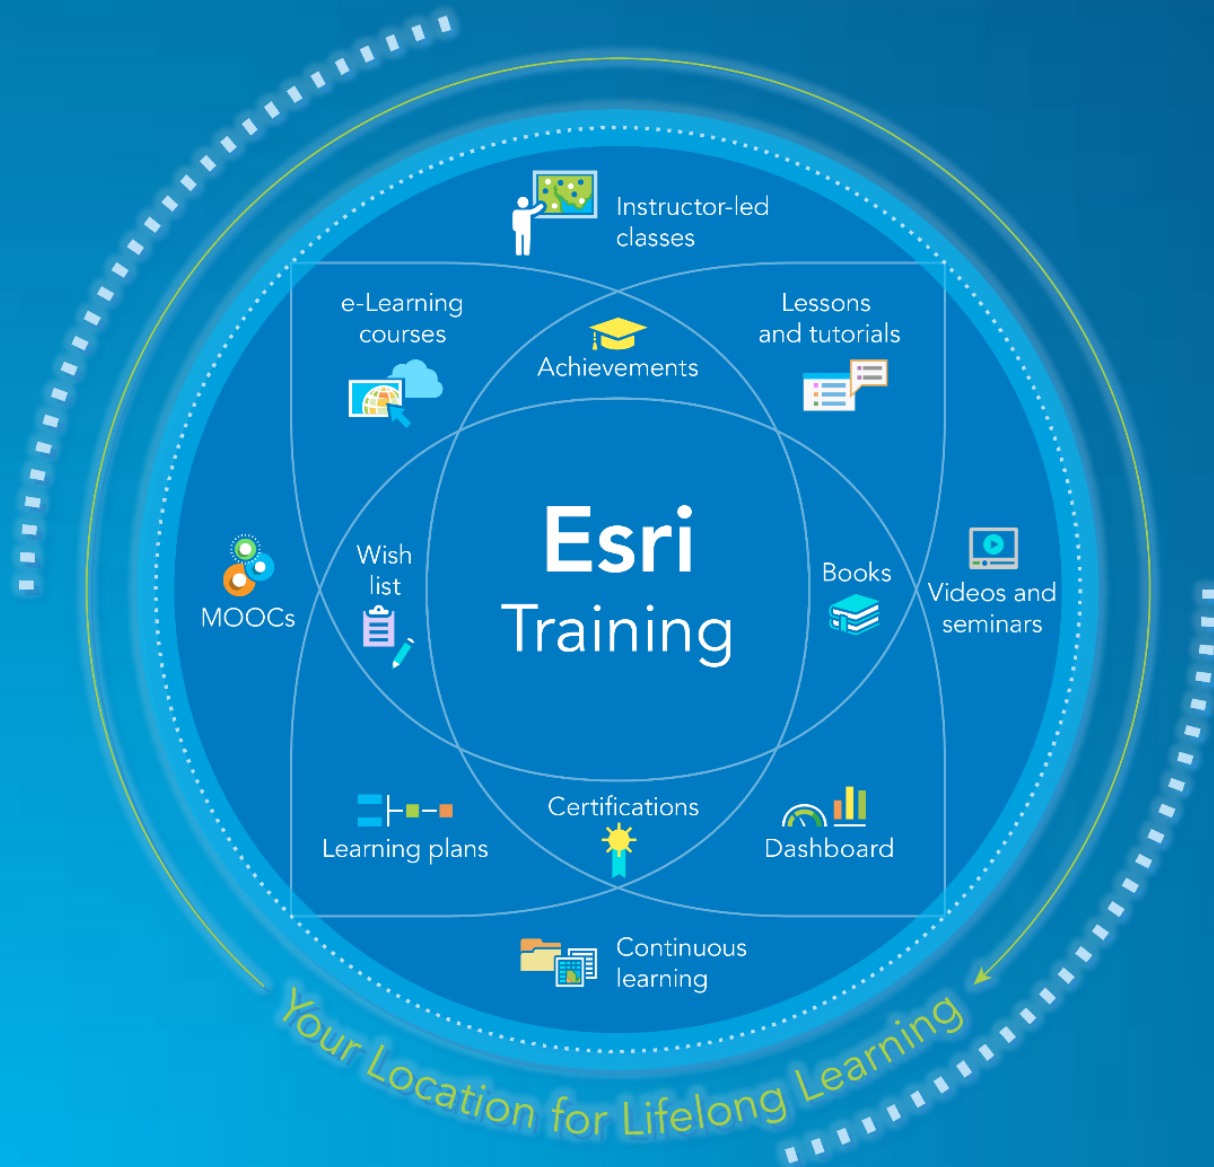 Instructor-led
classes
e-Learning
courses
Lessons
and tutorials
Achievements
Esri
Training
Wish
list
Books
MOOCs
Videos and
seminars
Certifications
Learning plans
Dashboard
Continuous
learning
Your Location for Lifelong Learning